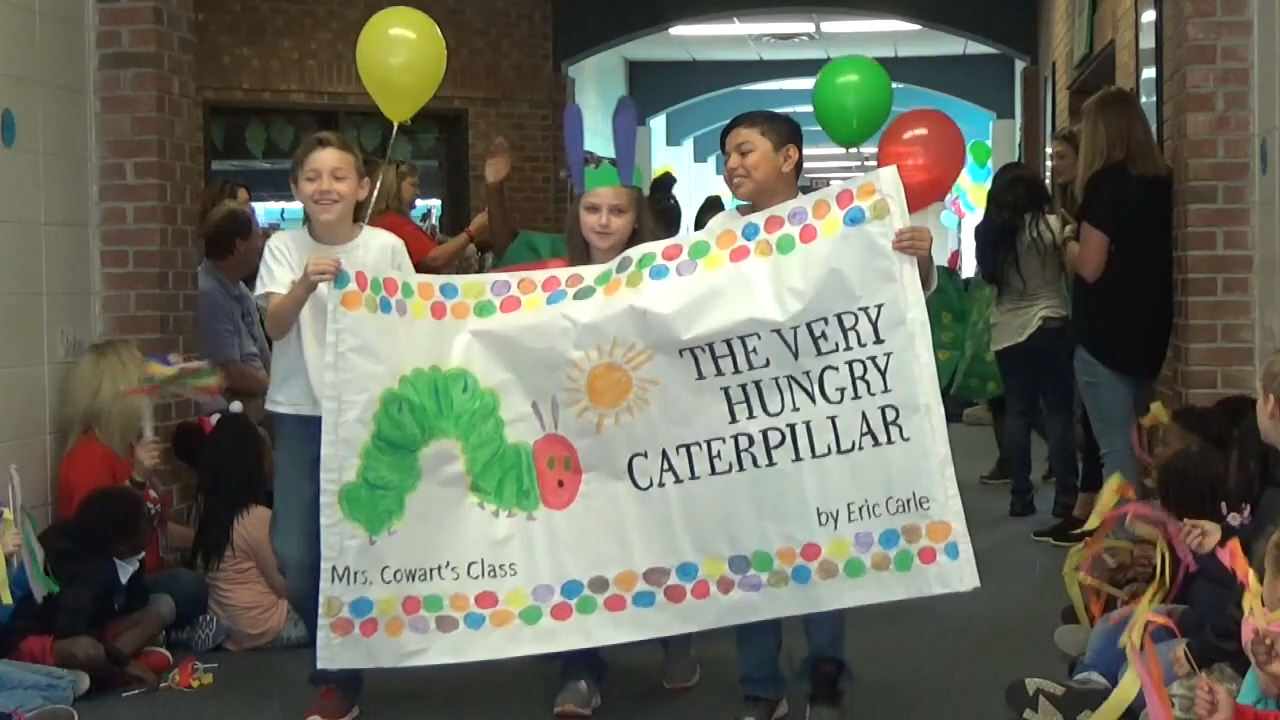 THE VERY
HUNGRY
CATERPILLAR
by Eric Carle
Mrs. Cowart's Class